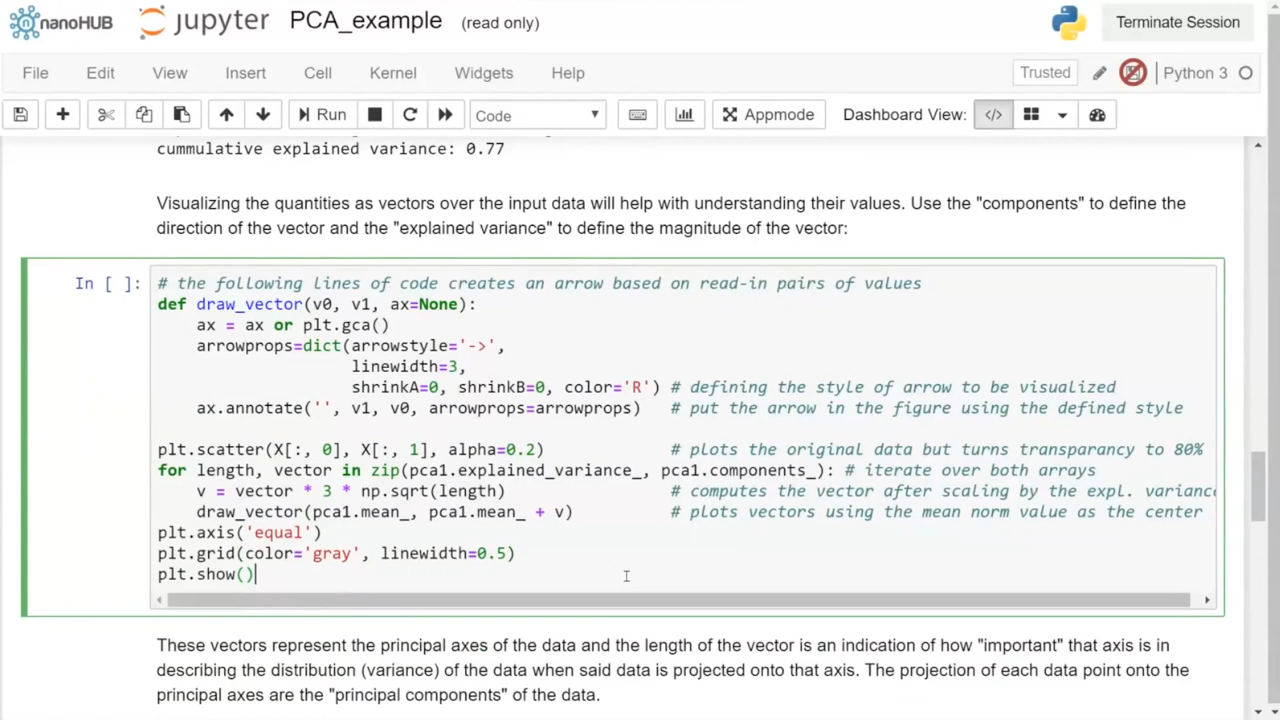 nanoHUB jupyter PCA_example (read only) Terminate Session
File Edit View Insert Cell Kernel Widgets Help Trusted Python 3
Run Code Appmode Dashboard View: </>
cummulative explained variance: 0.77
Visualizing the quantities as vectors over the input data will help with understanding their values. Use the "components" to define the
direction of the vector and the "explained variance" to define the magnitude of the vector:
In [ ]: # the following lines of code creates an arrow based on read-in pairs of values
def draw_vector(v0, v1, ax=None):
    ax = ax or plt.gca()
    arrowprops=dict(arrowstyle='->',
                    linewidth=3,
                    shrinkA=0, shrinkB=0, color='R') # defining the style of arrow to be visualized
    ax.annotate('', v1, v0, arrowprops=arrowprops)   # put the arrow in the figure using the defined style
plt.scatter(X[:, 0], X[:, 1], alpha=0.2)             # plots the original data but turns transparancy to 80%
for length, vector in zip(pca1.explained_variance_, pca1.components_): # iterate over both arrays
    v = vector * 3 * np.sqrt(length)                 # computes the vector after scaling by the expl. variance
    draw_vector(pca1.mean_, pca1.mean_ + v)          # plots vectors using the mean norm value as the center
plt.axis('equal')
plt.grid(color='gray', linewidth=0.5)
plt.show()
These vectors represent the principal axes of the data and the length of the vector is an indication of how "important" that axis is in
describing the distribution (variance) of the data when said data is projected onto that axis. The projection of each data point onto the
principal axes are the "principal components" of the data.